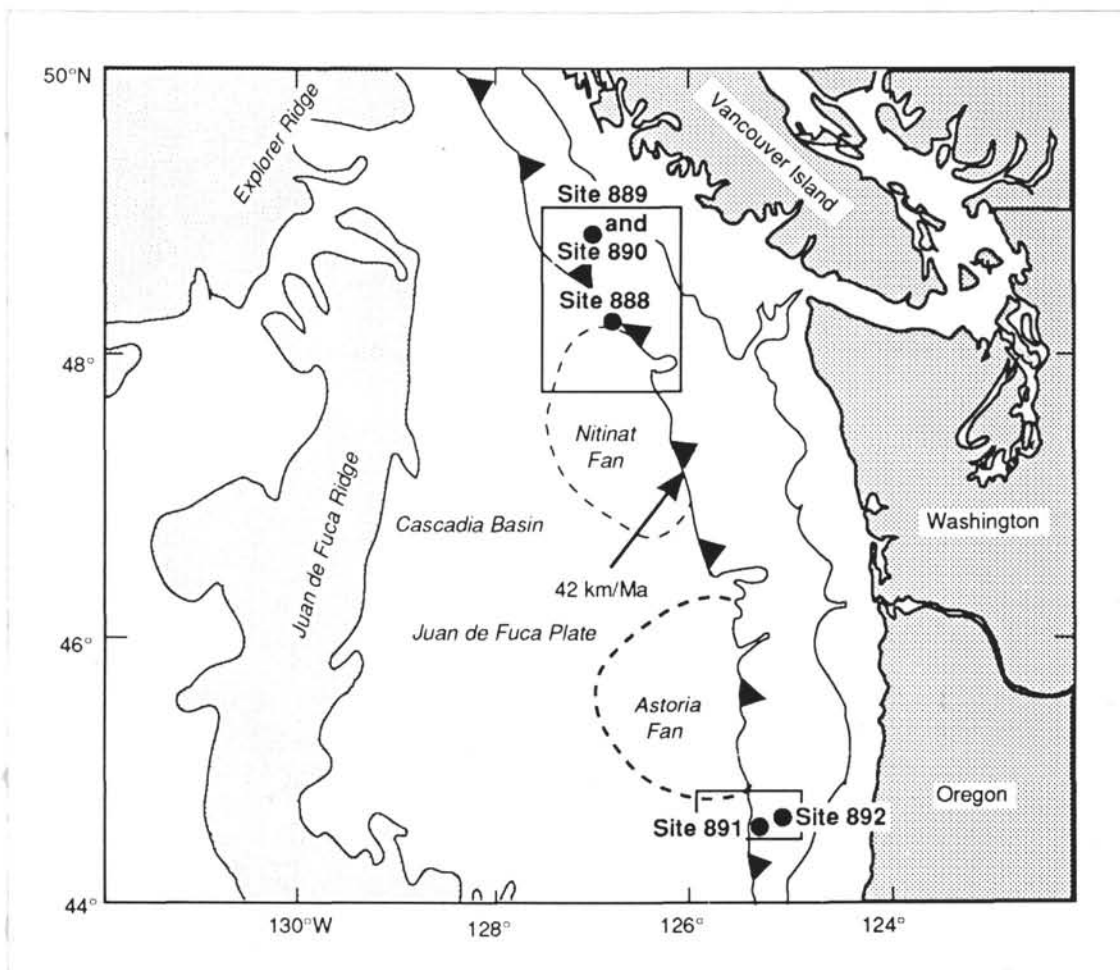 50°N
Explorer Ridge
Vancouver Island
Site 889
and
Site 890
Site 888
48°
Nitinat
Fan
Juan de Fuca Ridge
Cascadia Basin
Washington
42 km/Ma
46°
Juan de Fuca Plate
Astoria
Fan
Oregon
Site 891
Site 892
44°
130°W
128°
126°
124°